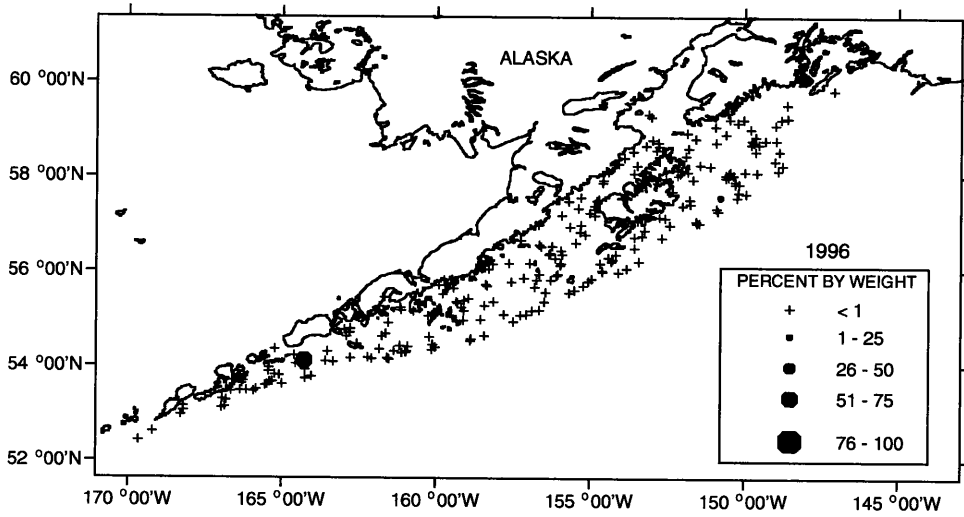 ALASKA
60 °00'N
58 °00'N
56 °00'N
54 °00'N
52 °00'N
1996
PERCENT BY WEIGHT
< 1
1 - 25
26 - 50
51 - 75
76 - 100
170 °00'W
165 °00'W
160 °00'W
155 °00'W
150 °00'W
145 °00'W